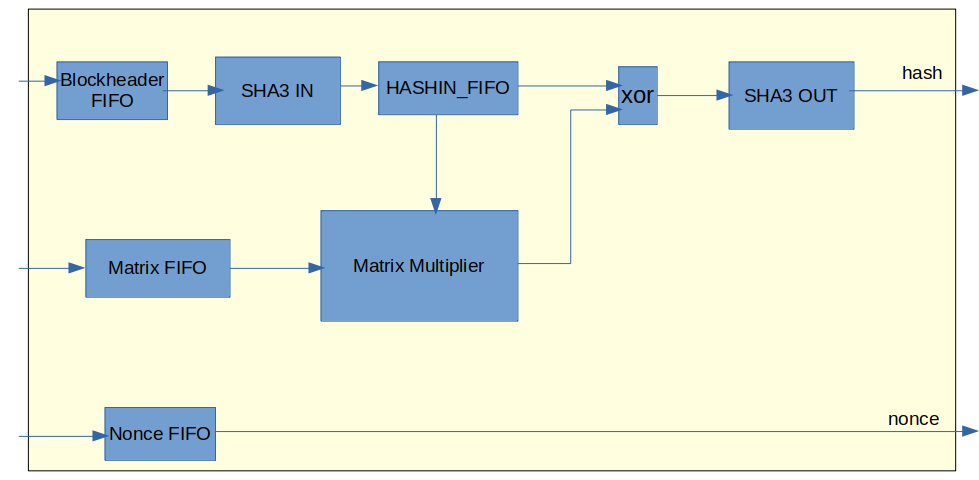 hash
Blockheader
FIFO
SHA3 IN
HASHIN_FIFO
xor
SHA3 OUT
Matrix FIFO
Matrix Multiplier
nonce
Nonce FIFO